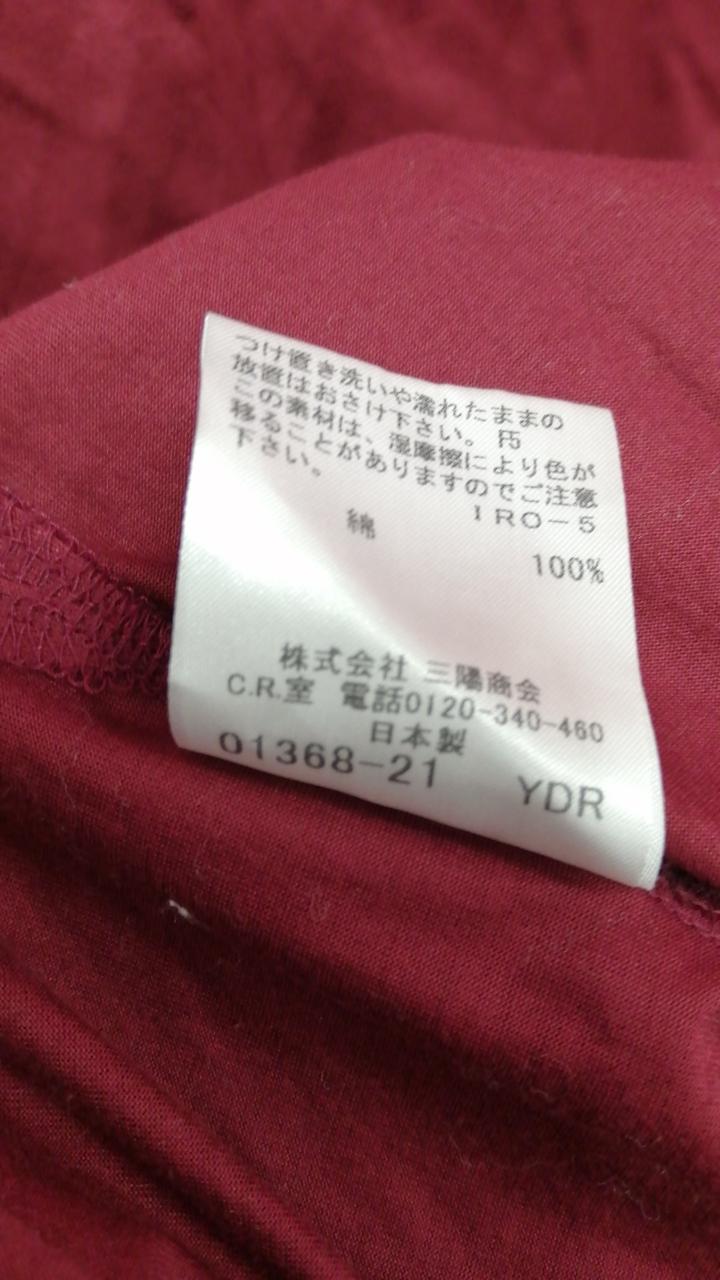 つけ置き洗いや濡れたままの
放置はおさけ下さい。 F5
この素材は、湿摩擦により色が
移ることがありますのでご注意
下さい。
IRO-5
綿 100%
株式会社 三陽商会
C.R.室 電話0120-340-460
日本製
01368-21 YDR